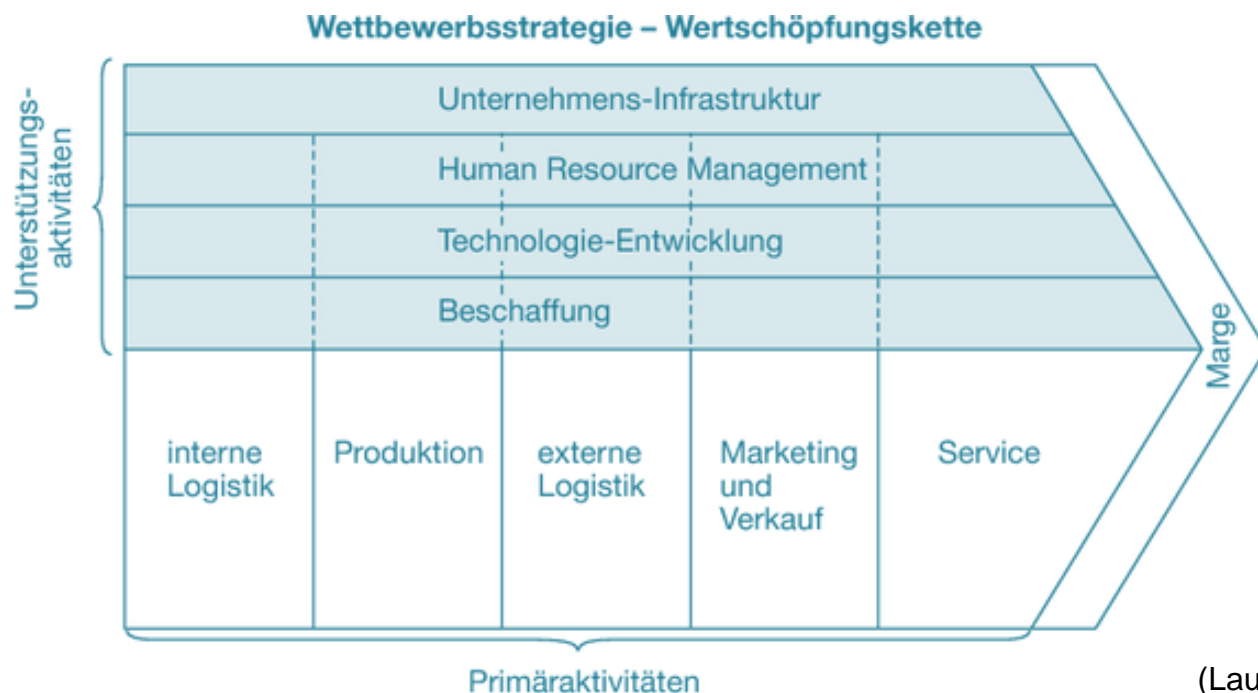 Wettbewerbsstrategie – Wertschöpfungskette
Unterstützungs-
aktivitäten
Unternehmens-Infrastruktur
Human Resource Management
Technologie-Entwicklung
Beschaffung
interne
Logistik
Produktion
externe
Logistik
Marketing
und
Verkauf
Service
Marge
Primäraktivitäten
(Lau